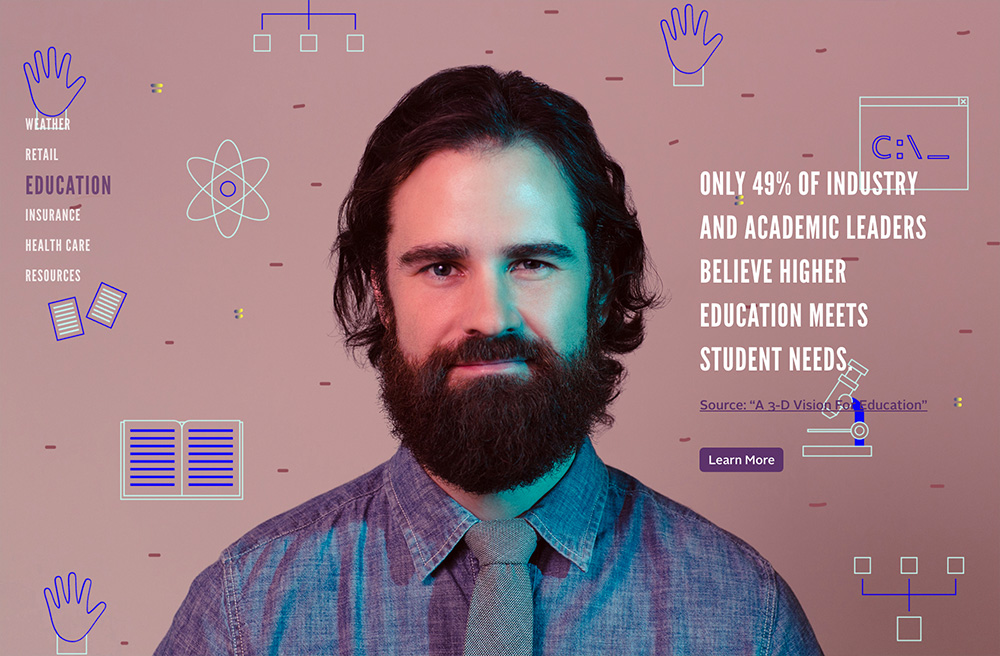 WEATHER
RETAIL
EDUCATION
INSURANCE
HEALTH CARE
RESOURCES
C:\_
ONLY 49% OF INDUSTRY
AND ACADEMIC LEADERS
BELIEVE HIGHER
EDUCATION MEETS
STUDENT NEEDS
Source: “A 3-D Vision For Education”
Learn More